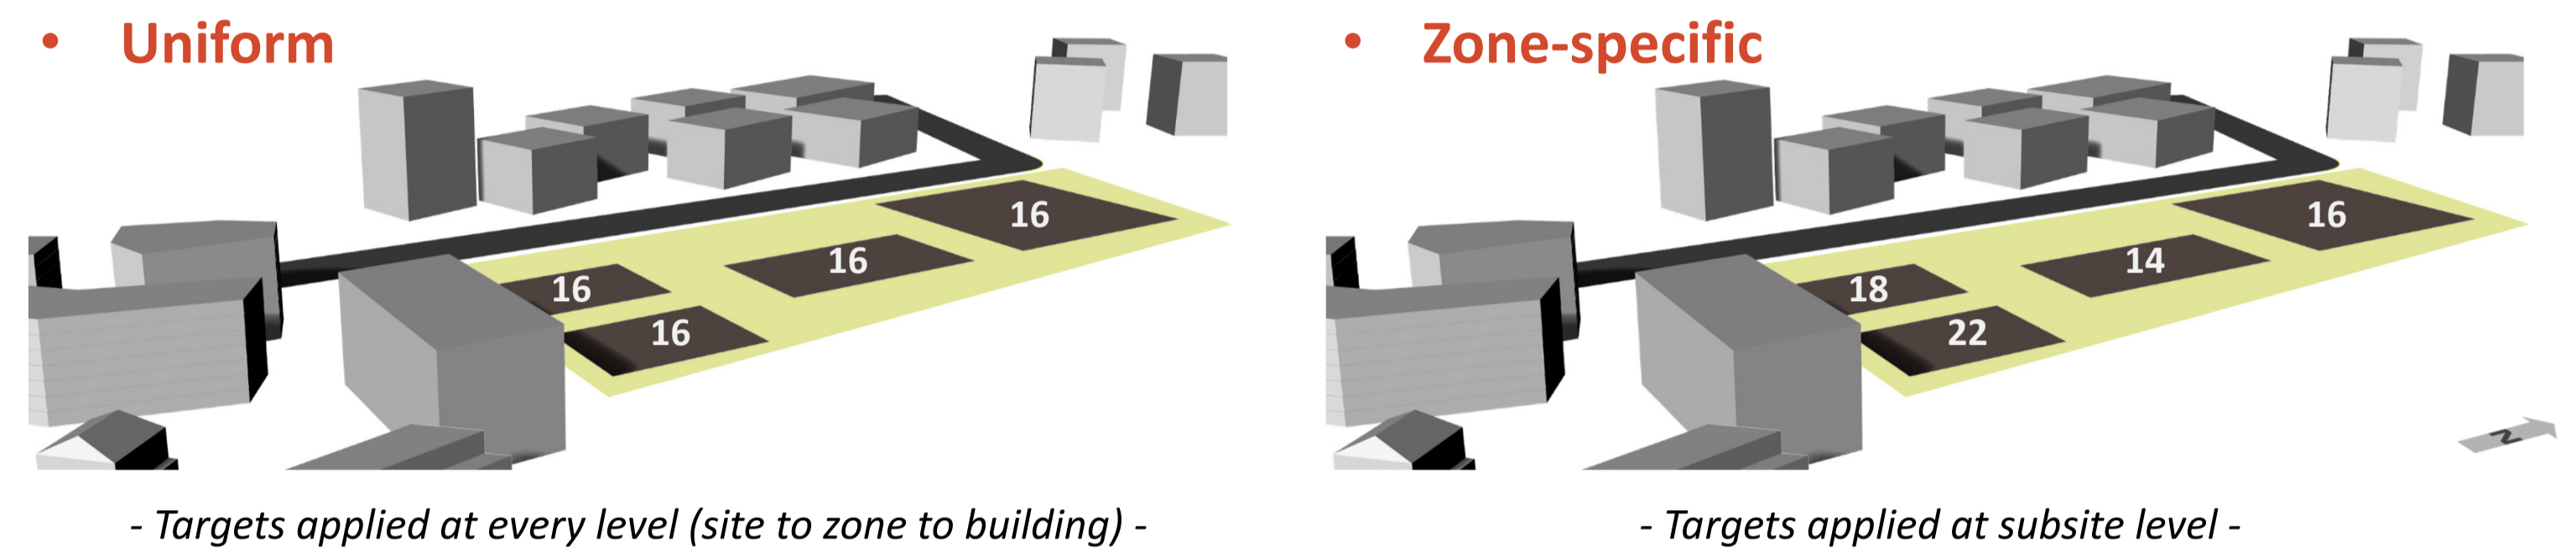 • Uniform
16
16
16
16
- Targets applied at every level (site to zone to building) -
• Zone-specific
16
14
18
22
N
- Targets applied at subsite level -